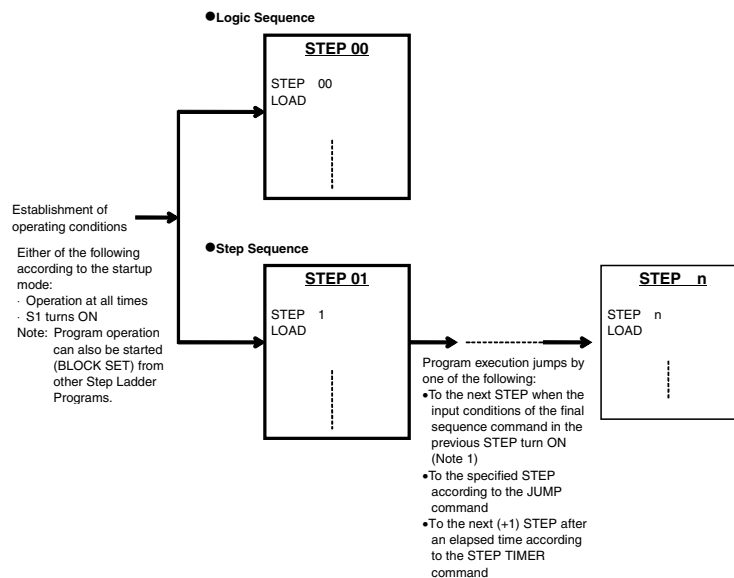 ●Logic Sequence
STEP 00
STEP 00
LOAD
Establishment of
operating conditions
Either of the following
according to the startup
mode:
· Operation at all times
· S1 turns ON
Note: Program operation
can also be started
(BLOCK SET) from
other Step Ladder
Programs.
●Step Sequence
STEP 01
STEP 1
LOAD
Program execution jumps by
one of the following:
●To the next STEP when the
input conditions of the final
sequence command in the
previous STEP turn ON
(Note 1)
●To the specified STEP
according to the JUMP
command
●To the next (+1) STEP after
an elapsed time according
to the STEP TIMER
command
STEP n
STEP n
LOAD